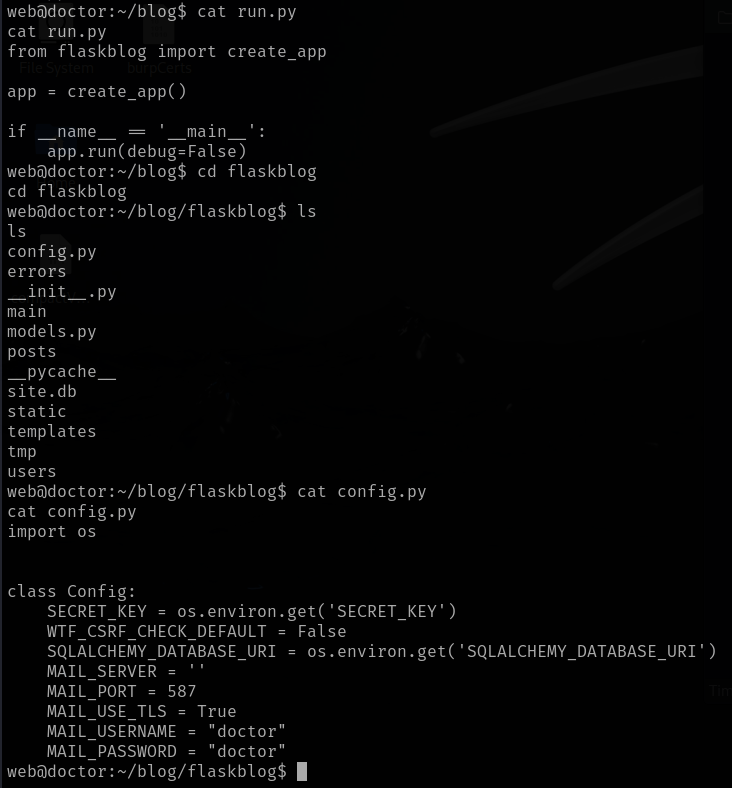 web@doctor:~/blog$ cat run.py
cat run.py
from flaskblog import create_app
File System
burpCerts
app = create_app()
if __name__ == '__main__':
    app.run(debug=False)
web@doctor:~/blog$ cd flaskblog
cd flaskblog
web@doctor:~/blog/flaskblog$ ls
ls
config.py
errors
__init__.py
main
models.py
posts
__pycache__
site.db
static
templates
tmp
users
web@doctor:~/blog/flaskblog$ cat config.py
cat config.py
import os
class Config:
    SECRET_KEY = os.environ.get('SECRET_KEY')
    WTF_CSRF_CHECK_DEFAULT = False
    SQLALCHEMY_DATABASE_URI = os.environ.get('SQLALCHEMY_DATABASE_URI')
    MAIL_SERVER = ''
    MAIL_PORT = 587
    MAIL_USE_TLS = True
    MAIL_USERNAME = "doctor"
    MAIL_PASSWORD = "doctor"
web@doctor:~/blog/flaskblog$